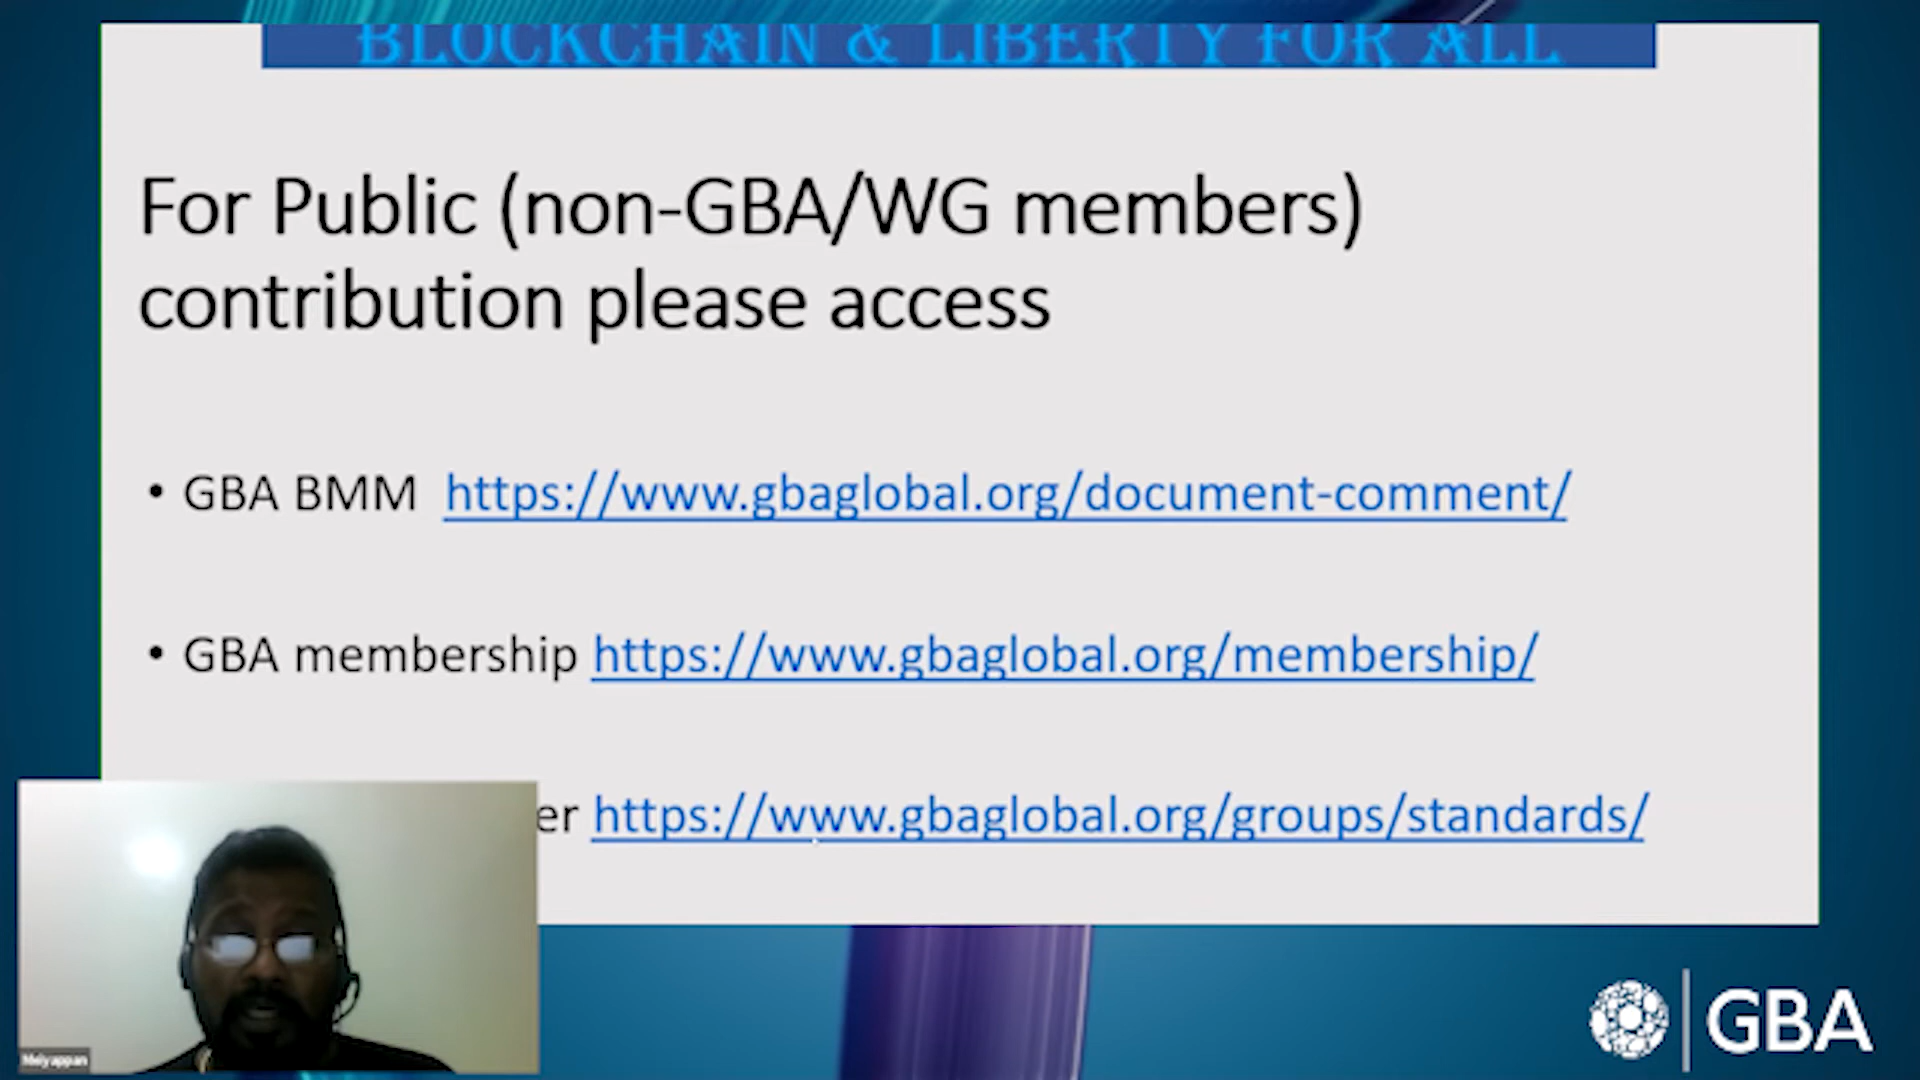 BLOCKCHAIN & LIBERTY FOR ALL
For Public (non-GBA/WG members)
contribution please access
• GBA BMM https://www.gbaglobal.org/document-comment/
• GBA membership https://www.gbaglobal.org/membership/
er https://www.gbaglobal.org/groups/standards/
Meiyappan
GBA